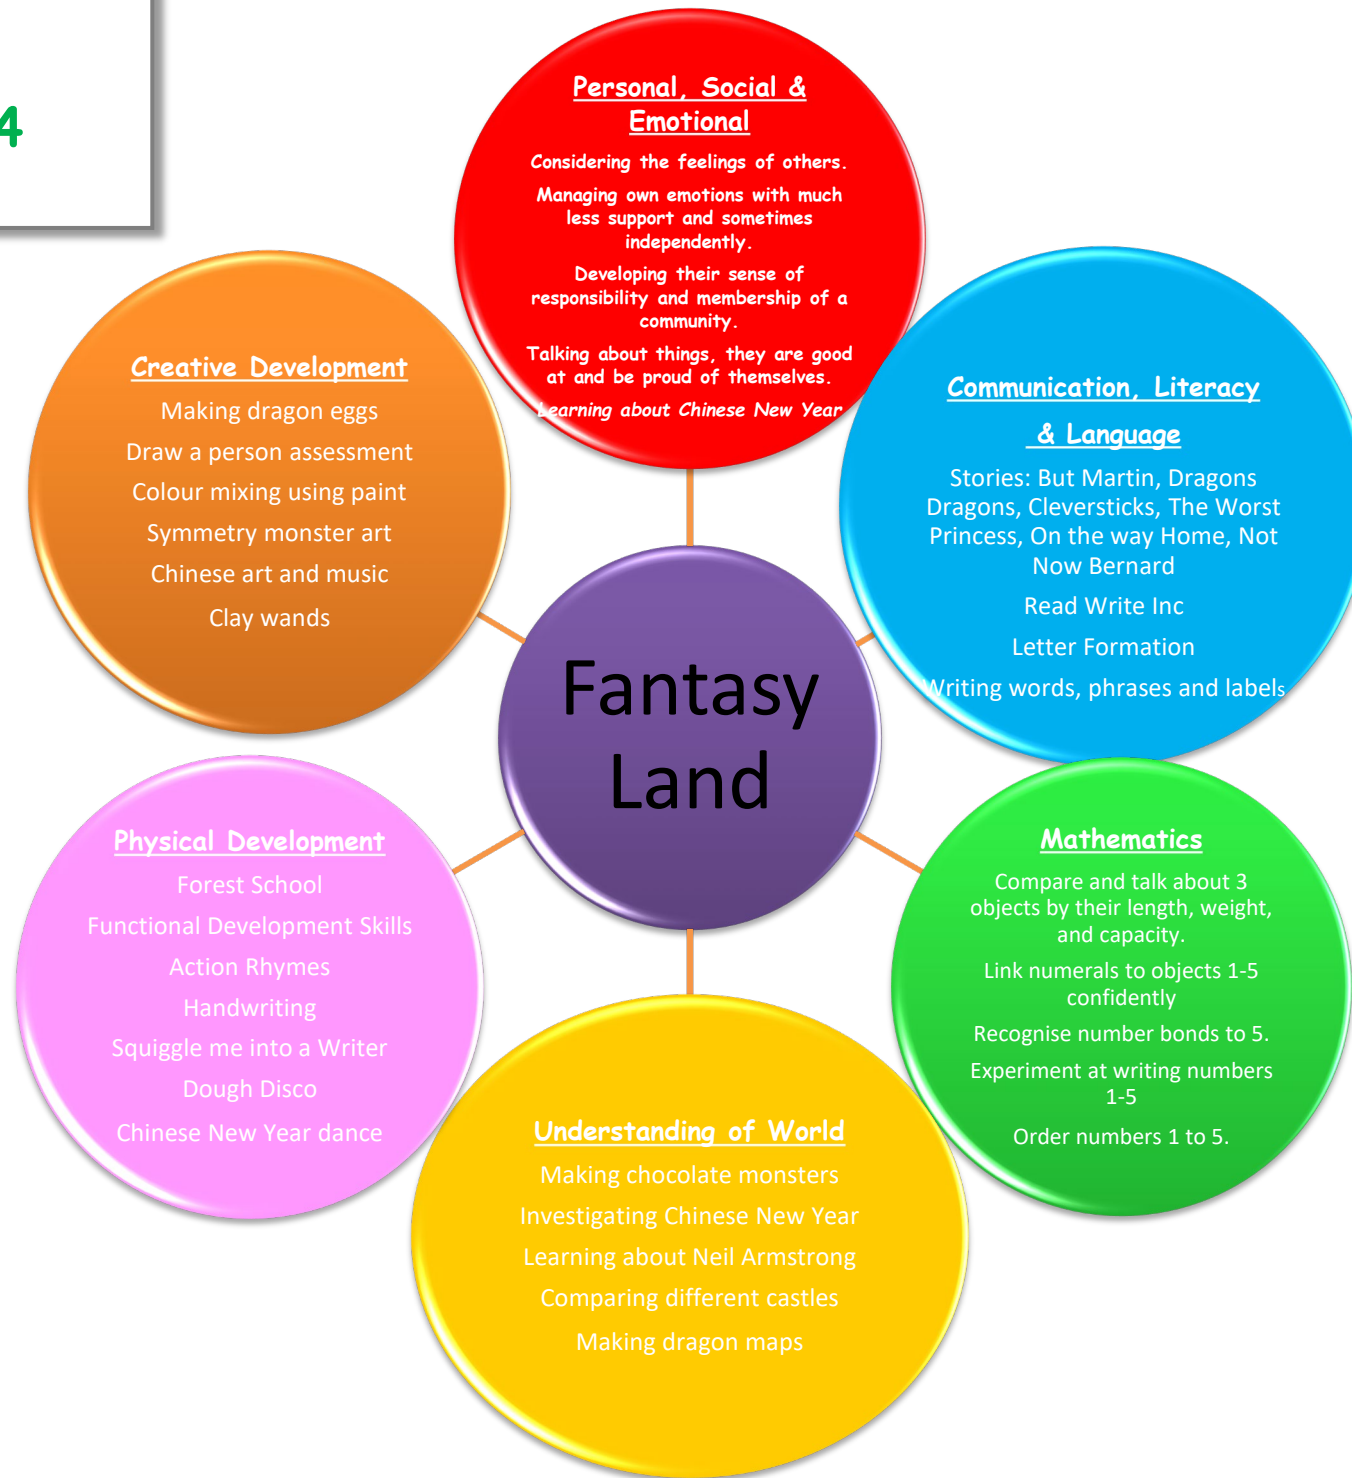 4
Personal, Social &
Emotional
Considering the feelings of others.
Managing own emotions with much
less support and sometimes
independently.
Developing their sense of
responsibility and membership of a
community.
Talking about things, they are good
at and be proud of themselves.
Learning about Chinese New Year
Communication, Literacy
& Language
Stories: But Martin, Dragons
Dragons, Cleversticks, The Worst
Princess, On the way Home, Not
Now Bernard
Read Write Inc
Letter Formation
Writing words, phrases and labels
Mathematics
Compare and talk about 3
objects by their length, weight,
and capacity.
Link numerals to objects 1-5
confidently
Recognise number bonds to 5.
Experiment at writing numbers
1-5
Order numbers 1 to 5.
Understanding of World
Making chocolate monsters
Investigating Chinese New Year
Learning about Neil Armstrong
Comparing different castles
Making dragon maps
Physical Development
Forest School
Functional Development Skills
Action Rhymes
Handwriting
Squiggle me into a Writer
Dough Disco
Chinese New Year dance
Creative Development
Making dragon eggs
Draw a person assessment
Colour mixing using paint
Symmetry monster art
Chinese art and music
Clay wands
Fantasy
Land